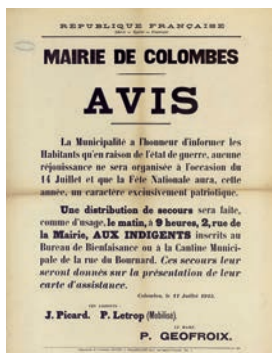 RÉPUBLIQUE FRANÇAISE
MAIRIE DE COLOMBES
AVIS
La Municipalité a l'honneur d'informer les
Habitants qu'en raison de l'état de guerre, aucune
réjouissance ne sera organisée à l'occasion du
14 Juillet et que la Fête Nationale aura, cette
année, un caractère exclusivement patriotique.
Une distribution de secours sera faite,
comme d'usage, le matin, à 9 heures, 2, rue de
la Mairie, AUX INDIGENTS inscrits au
Bureau de Bienfaisance ou à la Cantine Munici-
pale de la rue du Bournard. Ces secours leur
seront donnés sur la présentation de leur
carte d'assistance.
Colombes, le 11 Juillet
LES ADJOINTS :
J. Picard. P. Letrop (Mobilisé).
LE MAIRE
P. GEOFROIX.